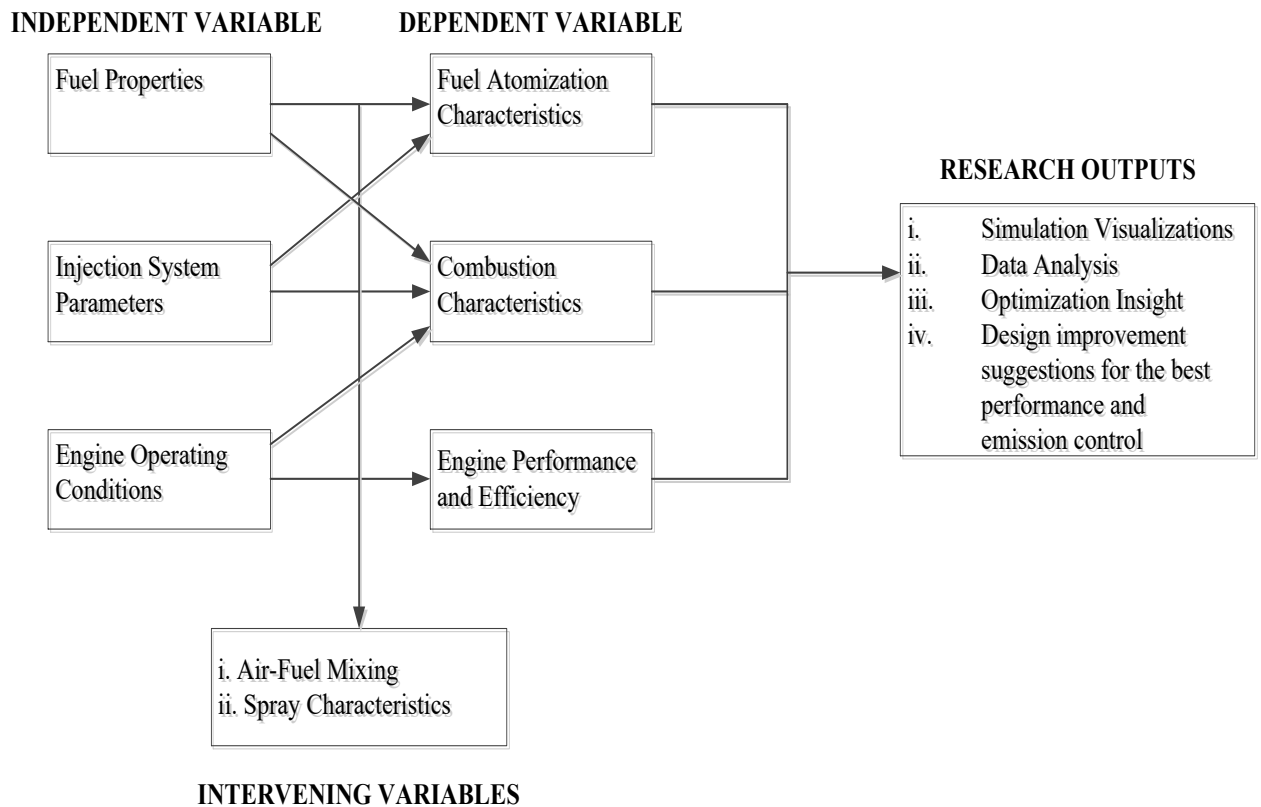 INDEPENDENT VARIABLE
DEPENDENT VARIABLE
Fuel Properties
Fuel Atomization
Characteristics
Injection System
Parameters
Combustion
Characteristics
Engine Operating
Conditions
Engine Performance
and Efficiency
RESEARCH OUTPUTS
i. Simulation Visualizations
ii. Data Analysis
iii. Optimization Insight
iv. Design improvement
suggestions for the best
performance and
emission control
i. Air-Fuel Mixing
ii. Spray Characteristics
INTERVENING VARIABLES